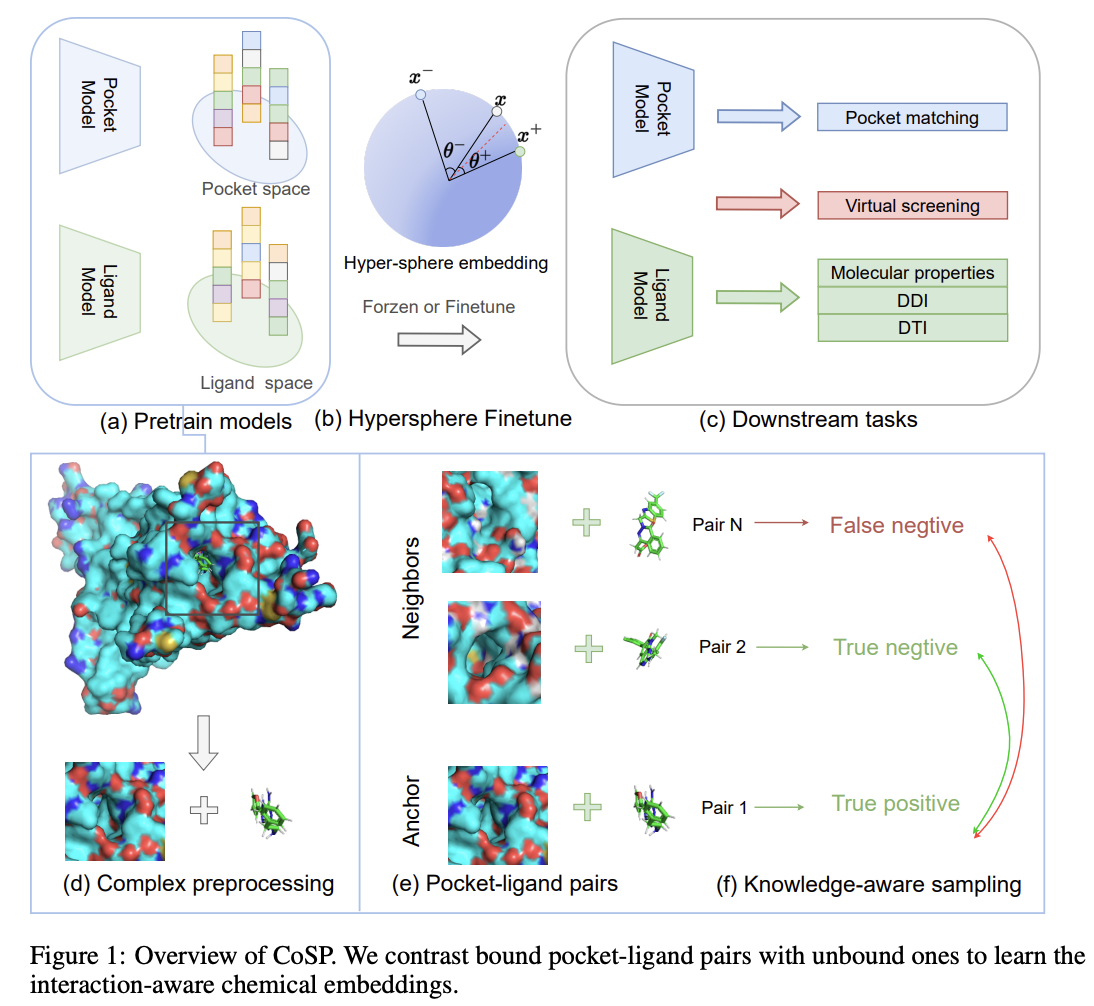 Pocket
Model
Pocket space
Ligand
Model
Ligand space
(a) Pretrain models
x⁻
x
x⁺
θ⁻
θ⁺
Hyper-sphere embedding
Forzen or Finetune
(b) Hypersphere Finetune
Pocket
Model
Pocket matching
Virtual screening
Ligand
Model
Molecular properties
DDI
DTI
(c) Downstream tasks
(d) Complex preprocessing
Neighbors
Anchor
(e) Pocket-ligand pairs
Pair N
False negtive
Pair 2
True negtive
Pair 1
True positive
(f) Knowledge-aware sampling
Figure 1: Overview of CoSP. We contrast bound pocket-ligand pairs with unbound ones to learn the
interaction-aware chemical embeddings.